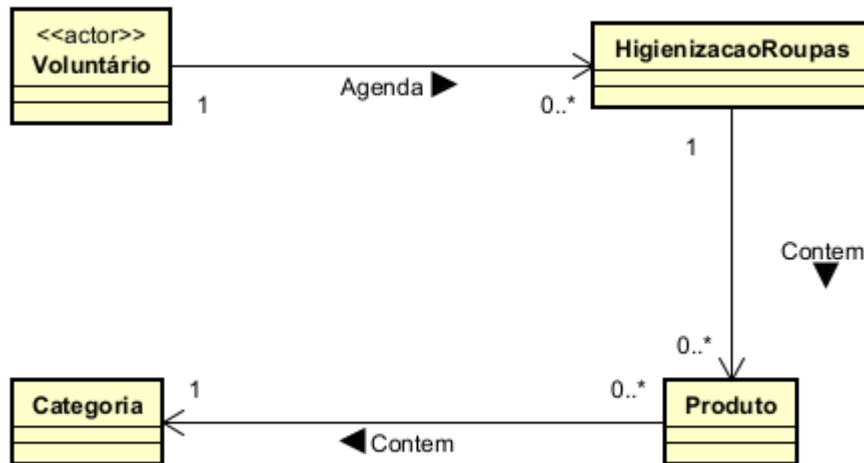 <<actor>>
Voluntário
HigienizacaoRoupas
Agenda
1
0..*
1
Contem
0..*
Categoria
1
0..*
Produto
Contem